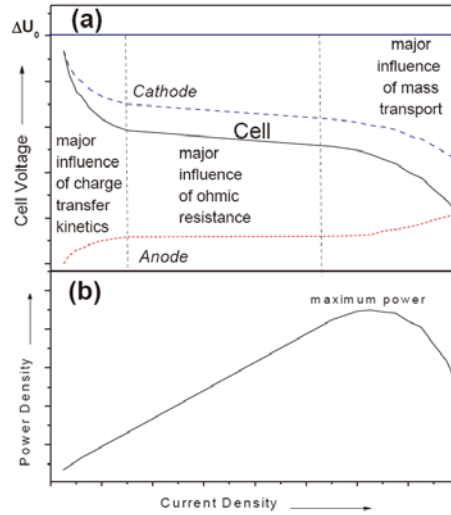 (a)
ΔU₀
major
influence
of mass
transport
Cathode
Cell
major
influence
of charge
transfer
kinetics
major
influence
of ohmic
resistance
Anode
Cell Voltage
(b)
maximum power
Power Density
Current Density